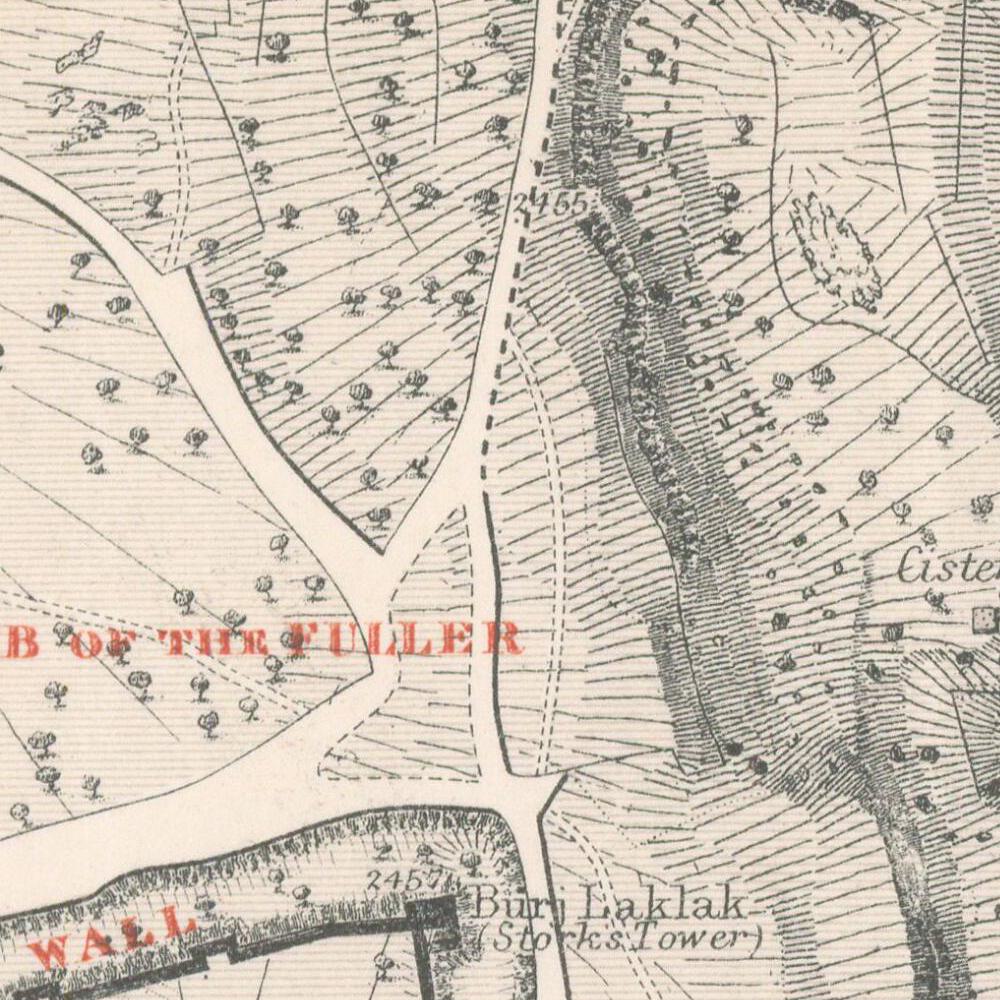 2455
Ciste
B OF THE FULLER
2457
Burj Laklak
(Storks Tower)
WALL